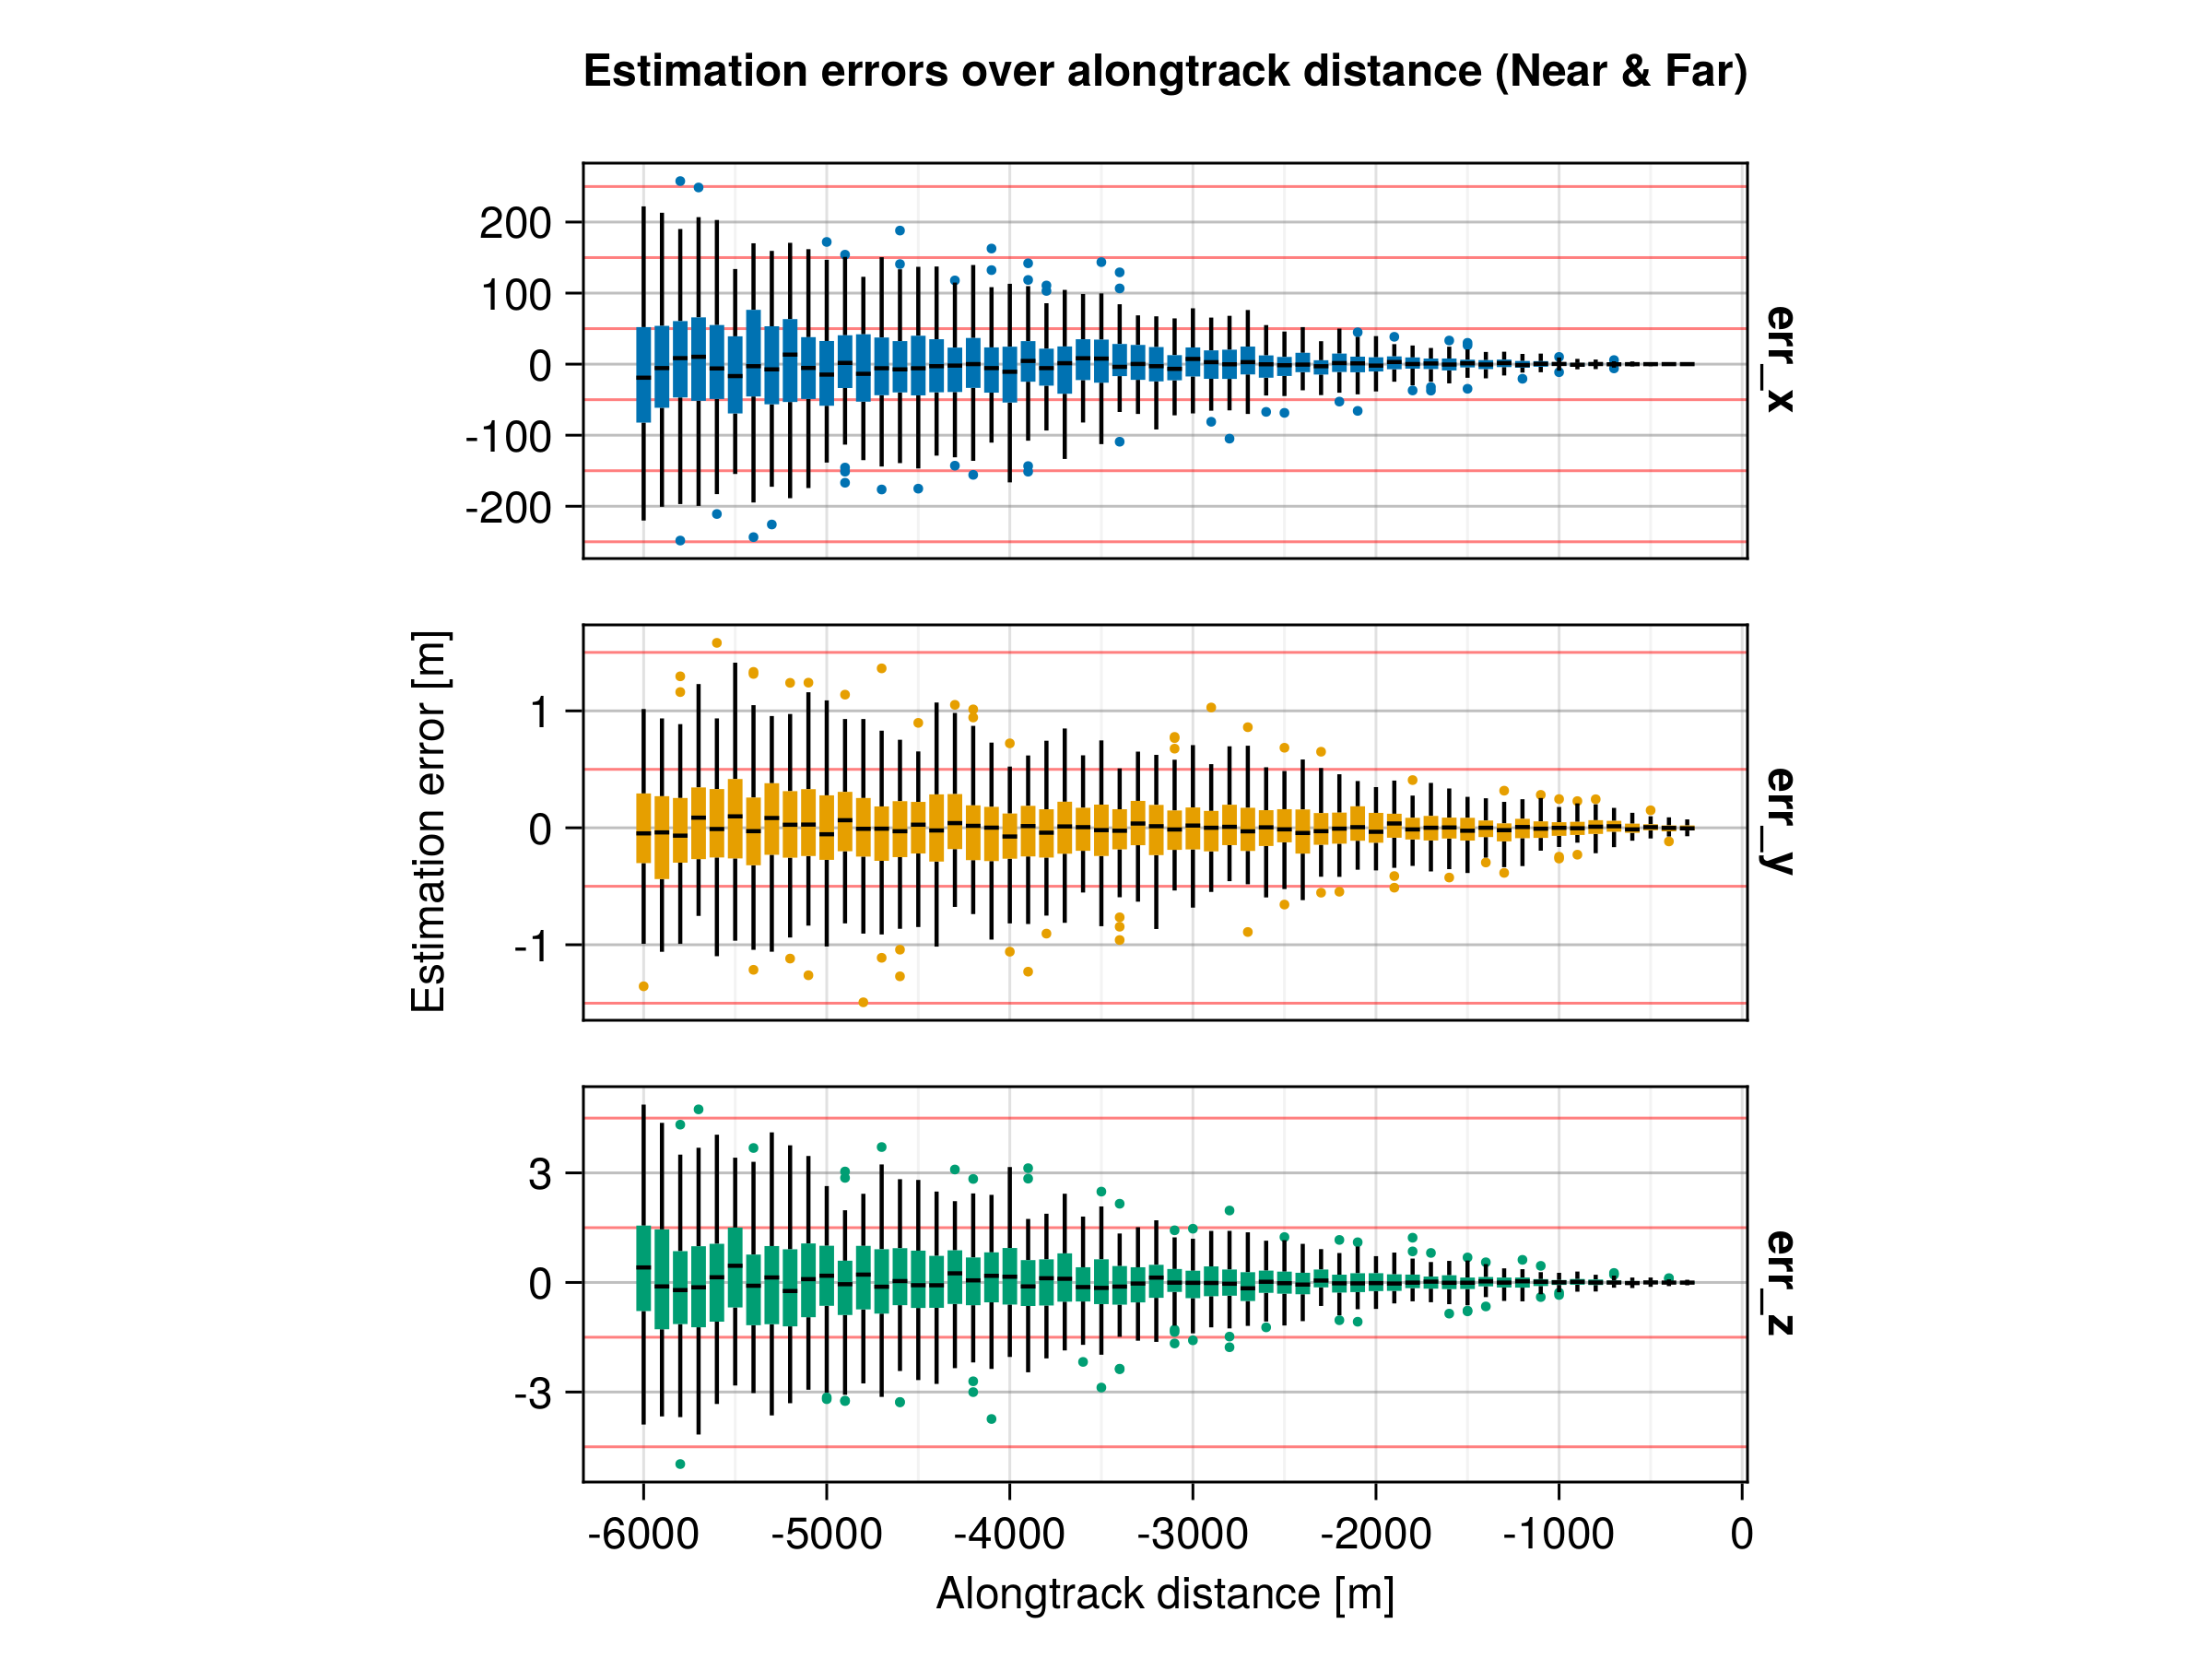 Estimation errors over alongtrack distance (Near & Far)
200
100
0
-100
-200
err_x
Estimation error [m]
1
0
-1
err_y
3
0
-3
err_z
-6000 -5000 -4000 -3000 -2000 -1000 0
Alongtrack distance [m]